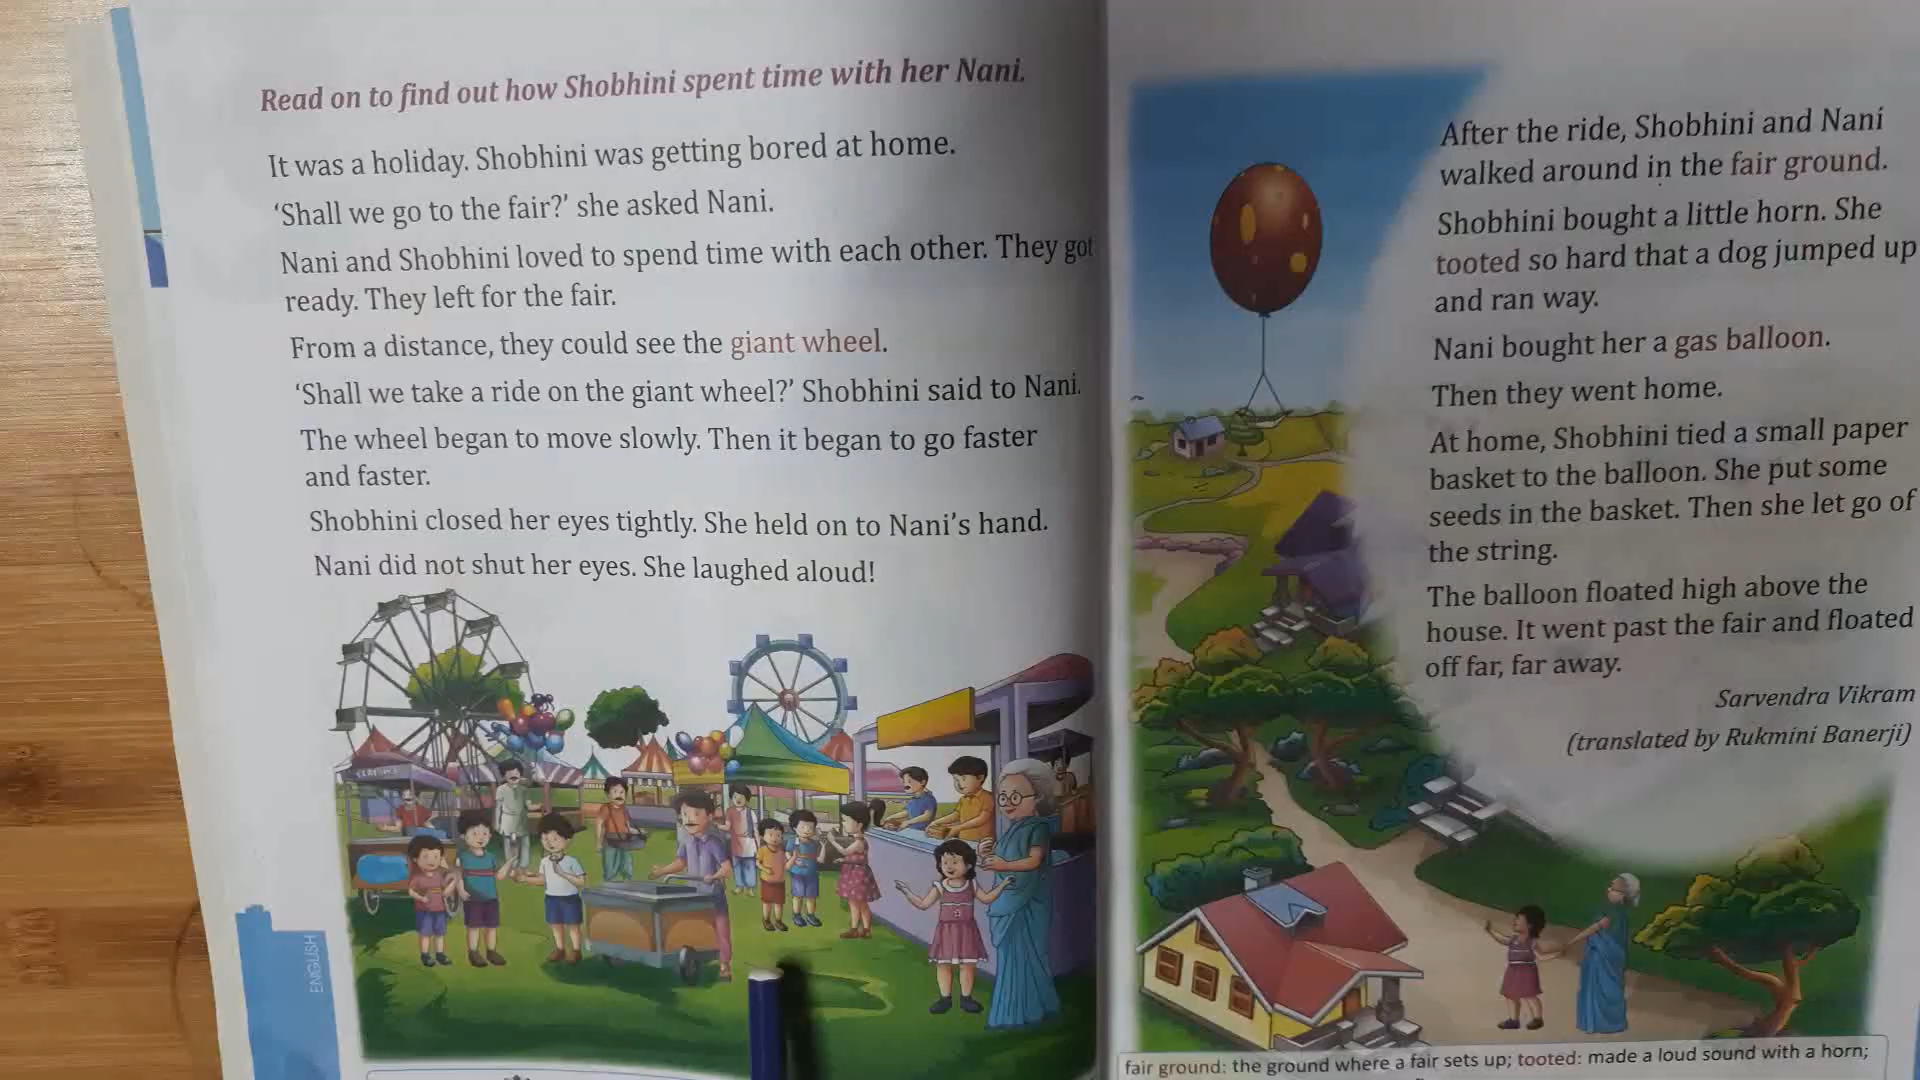 Read on to find out how Shobhini spent time with her Nani.
It was a holiday. Shobhini was getting bored at home.
‘Shall we go to the fair?’ she asked Nani.
Nani and Shobhini loved to spend time with each other. They got
ready. They left for the fair.
From a distance, they could see the giant wheel.
‘Shall we take a ride on the giant wheel?’ Shobhini said to Nani.
The wheel began to move slowly. Then it began to go faster
and faster.
Shobhini closed her eyes tightly. She held on to Nani’s hand.
Nani did not shut her eyes. She laughed aloud!
ENGLISH
After the ride, Shobhini and Nani
walked around in the fair ground.
Shobhini bought a little horn. She
tooted so hard that a dog jumped up
and ran way.
Nani bought her a gas balloon.
Then they went home.
At home, Shobhini tied a small paper
basket to the balloon. She put some
seeds in the basket. Then she let go of
the string.
The balloon floated high above the
house. It went past the fair and floated
off far, far away.
Sarvendra Vikram
(translated by Rukmini Banerji)
fair ground: the ground where a fair sets up; tooted: made a loud sound with a horn;